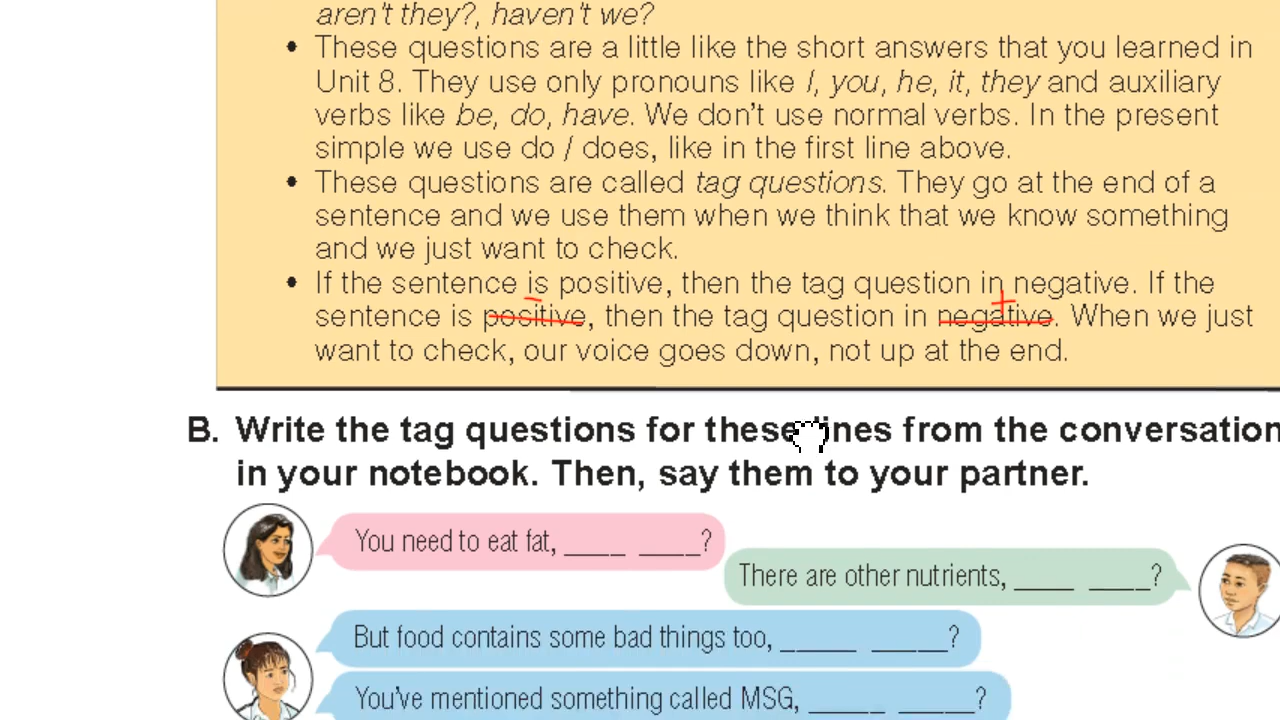 aren't they?, haven't we?
• These questions are a little like the short answers that you learned in
Unit 8. They use only pronouns like I, you, he, it, they and auxiliary
verbs like be, do, have. We don't use normal verbs. In the present
simple we use do / does, like in the first line above.
• These questions are called tag questions. They go at the end of a
sentence and we use them when we think that we know something
and we just want to check.
• If the sentence is positive, then the tag question in negative. If the
− +
sentence is positive, then the tag question in negative. When we just
want to check, our voice goes down, not up at the end.
B. Write the tag questions for these lines from the conversation
in your notebook. Then, say them to your partner.
You need to eat fat, ____ ____?
There are other nutrients, ____ ____?
But food contains some bad things too, _____ _____?
You've mentioned something called MSG, _____ _____?